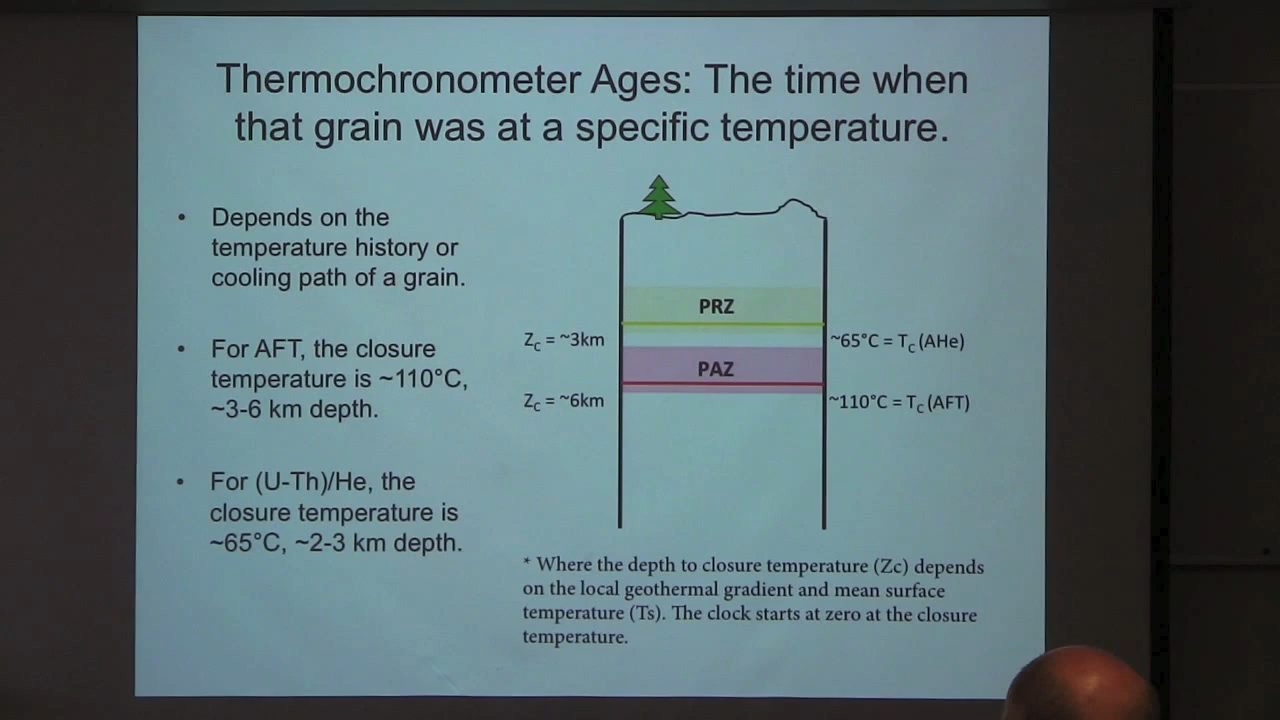 Thermochronometer Ages: The time when
that grain was at a specific temperature.
• Depends on the
temperature history or
cooling path of a grain.
• For AFT, the closure
temperature is ~110°C,
~3-6 km depth.
• For (U-Th)/He, the
closure temperature is
~65°C, ~2-3 km depth.
PRZ
Zc = ~3km
~65°C = Tc (AHe)
PAZ
Zc = ~6km
~110°C = Tc (AFT)
* Where the depth to closure temperature (Zc) depends
on the local geothermal gradient and mean surface
temperature (Ts). The clock starts at zero at the closure
temperature.